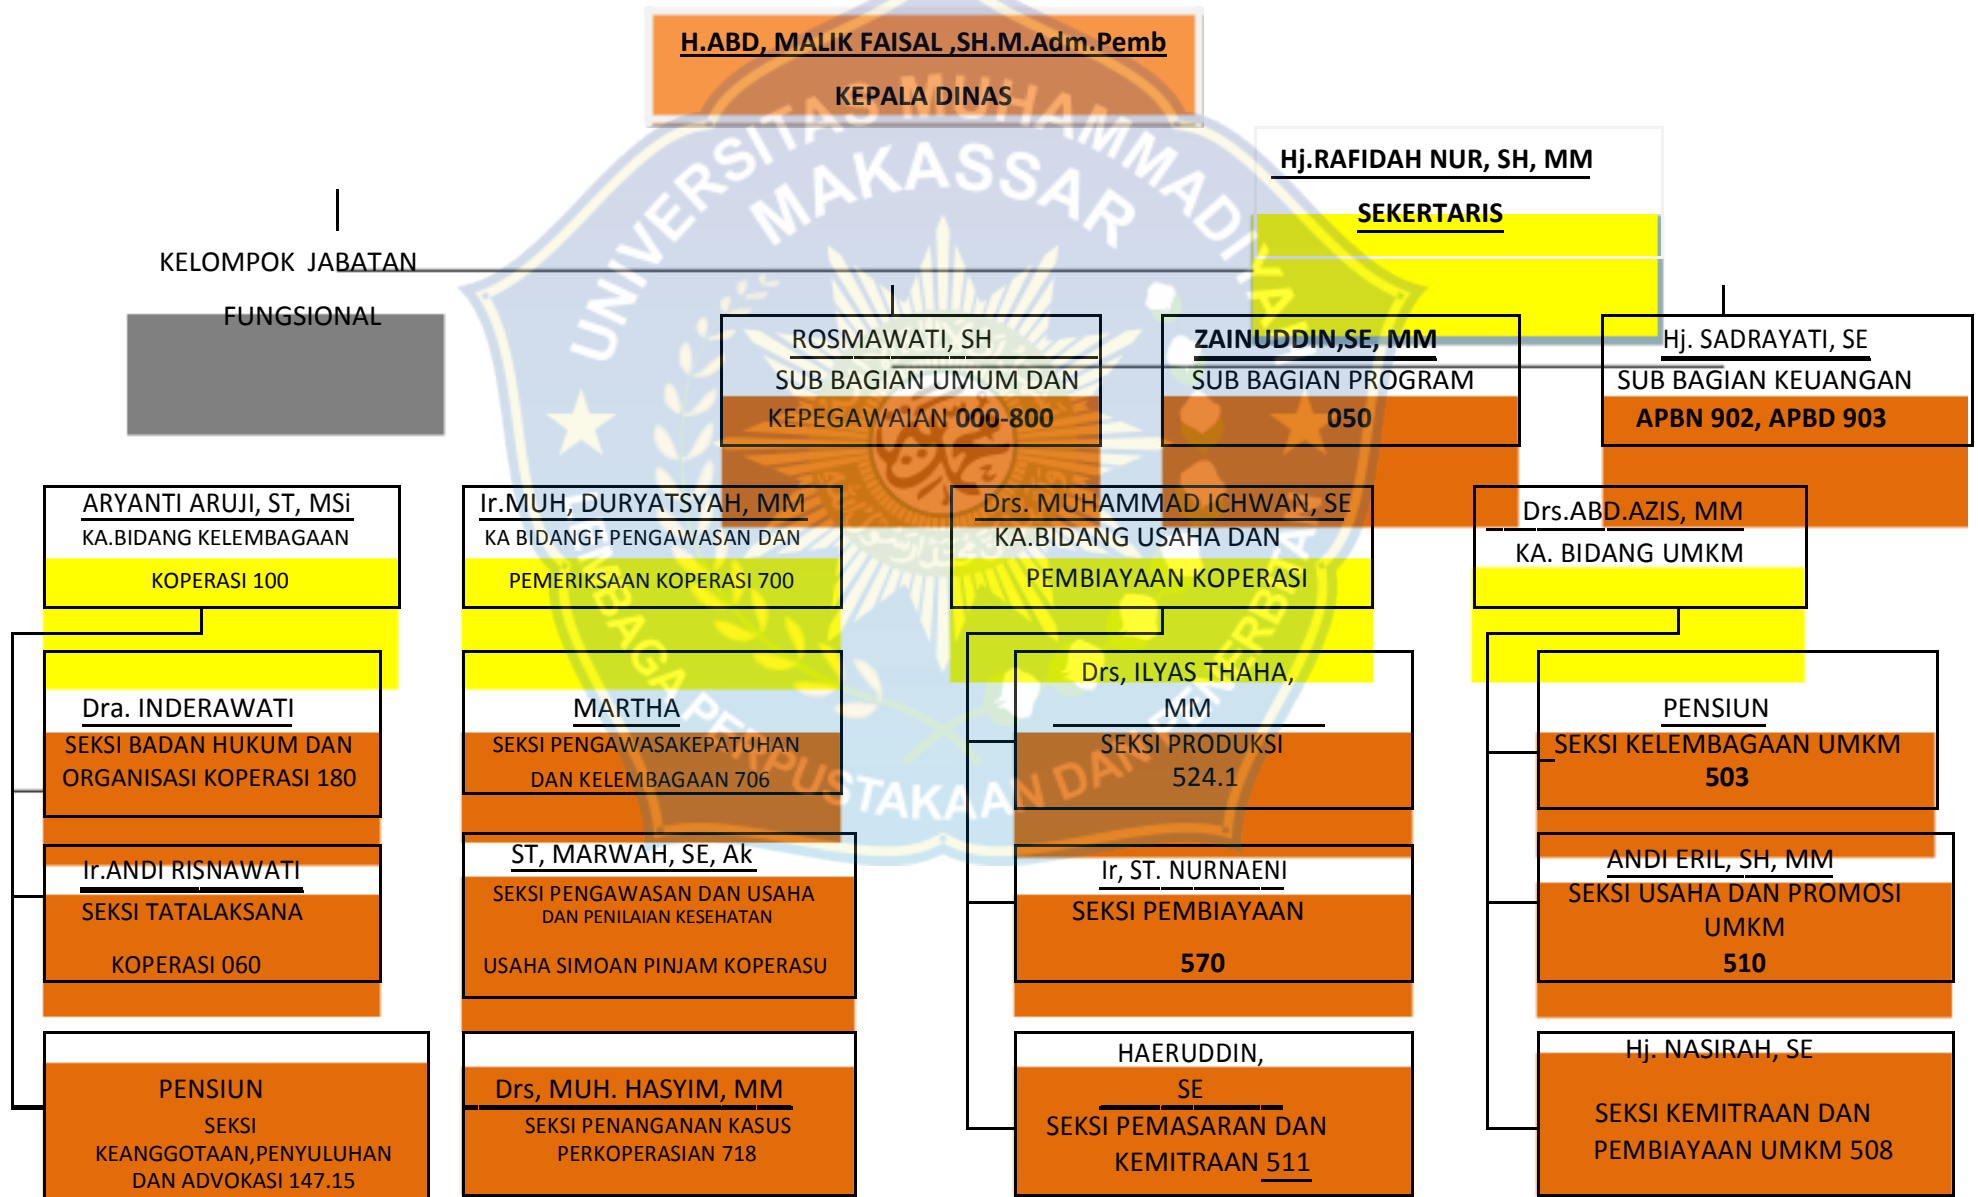 H.ABD, MALIK FAISAL ,SH.M.Adm.Pemb
KEPALA DINAS
UNIVERSITAS MUHAMMADIYAH
MAKASSAR
LEMBAGA PERPUSTAKAAN DAN PENERBITAN
Hj.RAFIDAH NUR, SH, MM
SEKERTARIS
KELOMPOK JABATAN
FUNGSIONAL
ROSMAWATI, SH
SUB BAGIAN UMUM DAN
KEPEGAWAIAN 000-800
ZAINUDDIN,SE, MM
SUB BAGIAN PROGRAM
050
Hj. SADRAYATI, SE
SUB BAGIAN KEUANGAN
APBN 902, APBD 903
ARYANTI ARUJI, ST, MSi
KA.BIDANG KELEMBAGAAN
KOPERASI 100
Ir.MUH, DURYATSYAH, MM
KA BIDANGF PENGAWASAN DAN
PEMERIKSAAN KOPERASI 700
Drs. MUHAMMAD ICHWAN, SE
KA.BIDANG USAHA DAN
PEMBIAYAAN KOPERASI
Drs.ABD.AZIS, MM
KA. BIDANG UMKM
Dra. INDERAWATI
SEKSI BADAN HUKUM DAN
ORGANISASI KOPERASI 180
MARTHA
SEKSI PENGAWASAKEPATUHAN
DAN KELEMBAGAAN 706
Drs, ILYAS THAHA,
MM
SEKSI PRODUKSI
524.1
PENSIUN
SEKSI KELEMBAGAAN UMKM
503
Ir.ANDI RISNAWATI
SEKSI TATALAKSANA
KOPERASI 060
ST, MARWAH, SE, Ak
SEKSI PENGAWASAN DAN USAHA
DAN PENILAIAN KESEHATAN
USAHA SIMOAN PINJAM KOPERASU
Ir, ST. NURNAENI
SEKSI PEMBIAYAAN
570
ANDI ERIL, SH, MM
SEKSI USAHA DAN PROMOSI
UMKM
510
PENSIUN
SEKSI
KEANGGOTAAN,PENYULUHAN
DAN ADVOKASI 147.15
Drs, MUH. HASYIM, MM
SEKSI PENANGANAN KASUS
PERKOPERASIAN 718
HAERUDDIN,
SE
SEKSI PEMASARAN DAN
KEMITRAAN 511
Hj. NASIRAH, SE
SEKSI KEMITRAAN DAN
PEMBIAYAAN UMKM 508